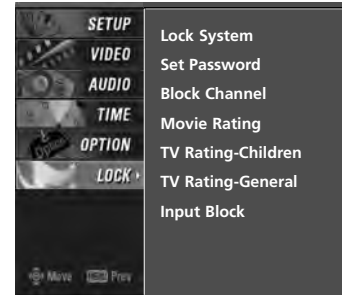 SETUP
VIDEO
AUDIO
TIME
OPTION
LOCK
Move Prev
Lock System
Set Password
Block Channel
Movie Rating
TV Rating-Children
TV Rating-General
Input Block